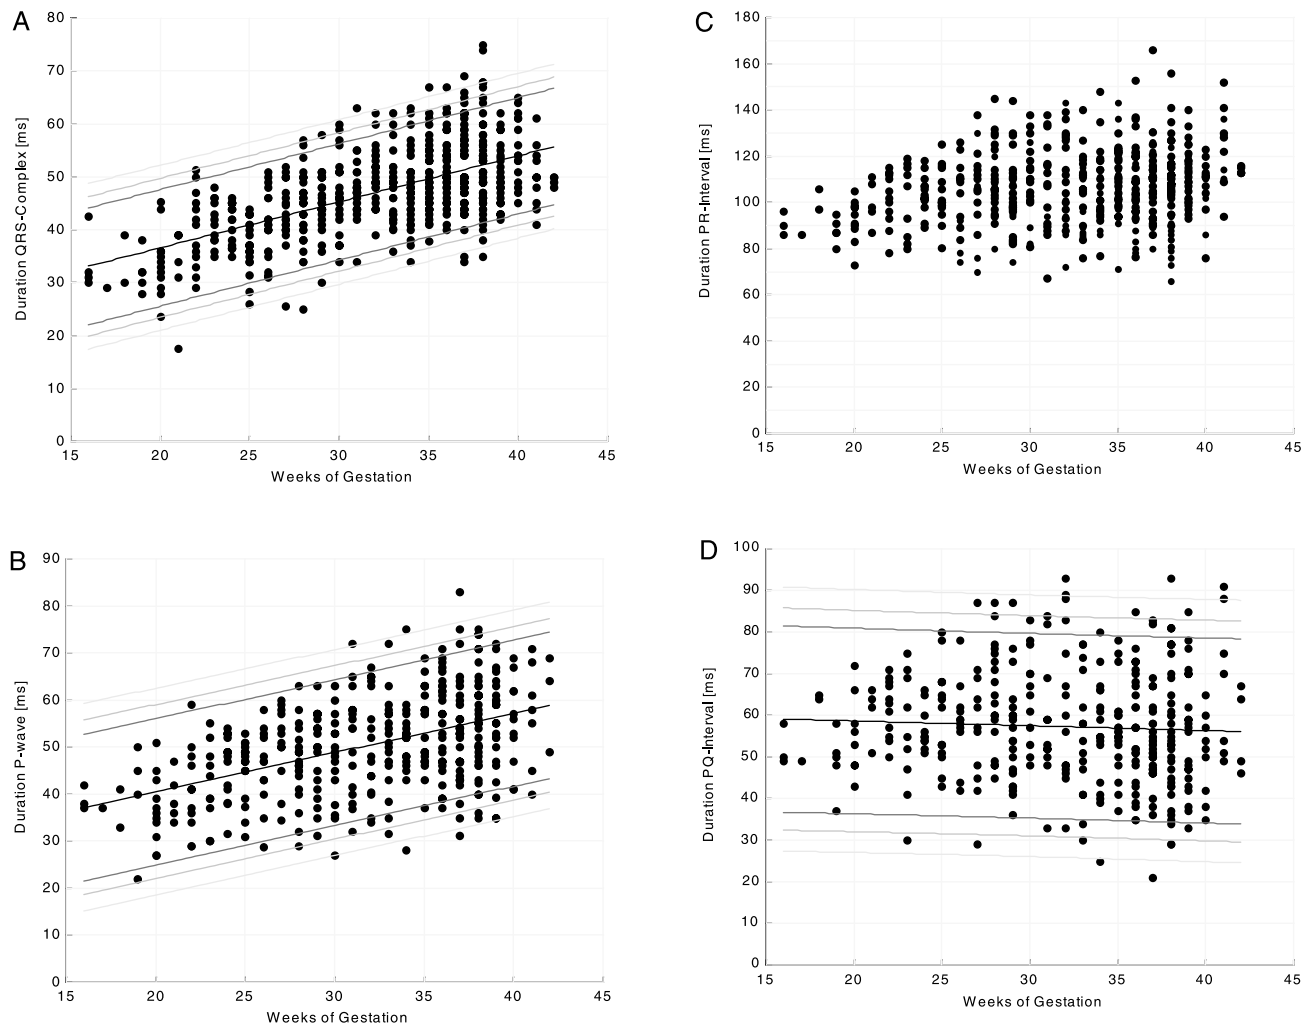 A
80
70
60
50
40
30
20
10
0
15 20 25 30 35 40 45
Duration QRS-Complex [ms]
Weeks of Gestation
C
180
160
140
120
100
80
60
40
20
0
15 20 25 30 35 40 45
Duration PR-Interval [ms]
Weeks of Gestation
B
90
80
70
60
50
40
30
20
10
0
15 20 25 30 35 40 45
Duration P-wave [ms]
Weeks of Gestation
D
100
90
80
70
60
50
40
30
20
10
0
15 20 25 30 35 40 45
Duration PQ-Interval [ms]
Weeks of Gestation